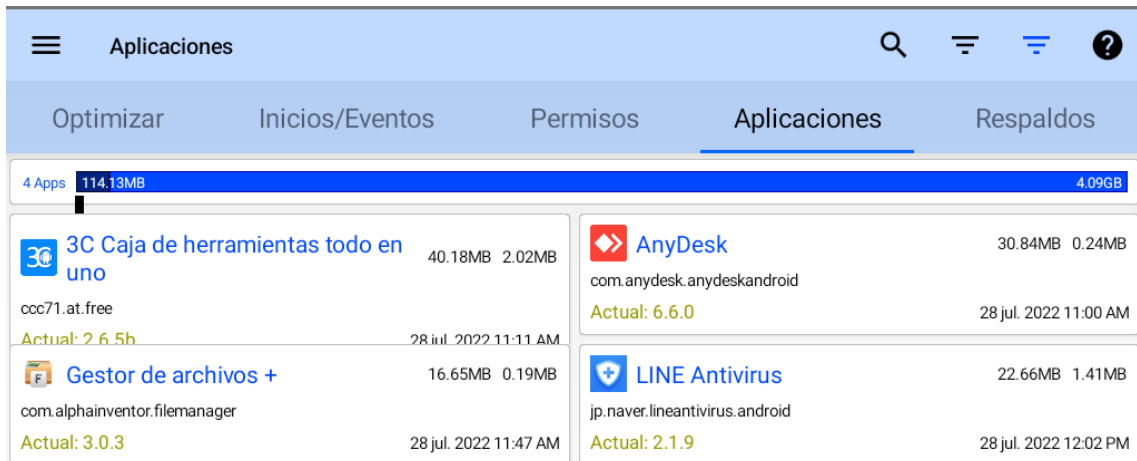 Aplicaciones
Optimizar Inicios/Eventos Permisos Aplicaciones Respaldos
4 Apps 114.13MB 4.09GB
3C Caja de herramientas todo en uno 40.18MB 2.02MB
ccc71.at.free
Actual: 2.6.5b 28 jul. 2022 11:11 AM
AnyDesk 30.84MB 0.24MB
com.anydesk.anydeskandroid
Actual: 6.6.0 28 jul. 2022 11:00 AM
Gestor de archivos + 16.65MB 0.19MB
com.alphainventor.filemanager
Actual: 3.0.3 28 jul. 2022 11:47 AM
LINE Antivirus 22.66MB 1.41MB
jp.naver.lineantivirus.android
Actual: 2.1.9 28 jul. 2022 12:02 PM